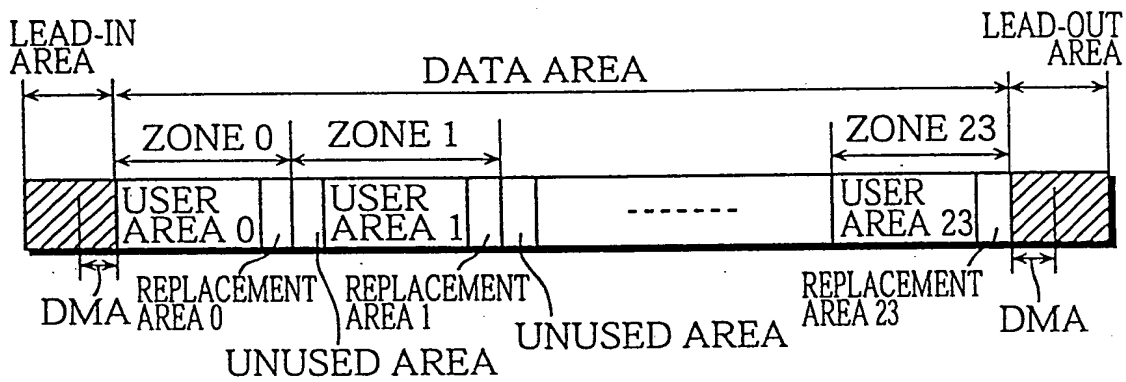 LEAD-IN
AREA
LEAD-OUT
AREA
DATA AREA
ZONE 0
ZONE 1
ZONE 23
USER
AREA 0
USER
AREA 1
USER
AREA 23
DMA
REPLACEMENT
AREA 0
UNUSED AREA
REPLACEMENT
AREA 1
UNUSED AREA
REPLACEMENT
AREA 23
DMA